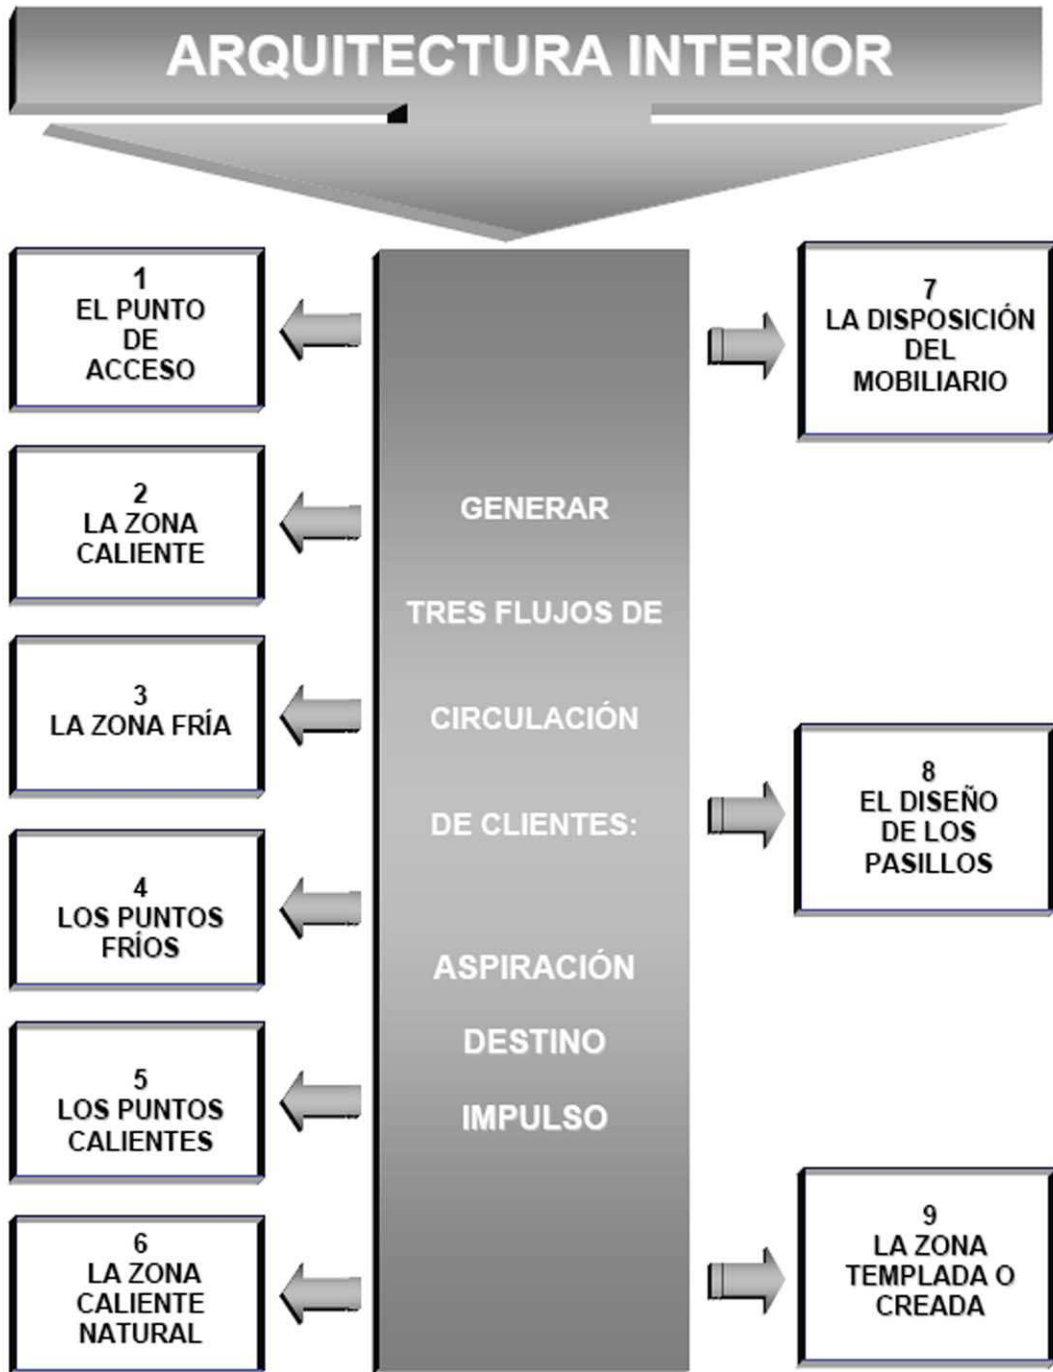 ARQUITECTURA INTERIOR
1
EL PUNTO
DE
ACCESO
2
LA ZONA
CALIENTE
3
LA ZONA FRÍA
4
LOS PUNTOS
FRÍOS
5
LOS PUNTOS
CALIENTES
6
LA ZONA
CALIENTE
NATURAL
GENERAR
TRES FLUJOS DE
CIRCULACIÓN
DE CLIENTES:
ASPIRACIÓN
DESTINO
IMPULSO
7
LA DISPOSICIÓN
DEL
MOBILIARIO
8
EL DISEÑO
DE LOS
PASILLOS
9
LA ZONA
TEMPLADA O
CREADA